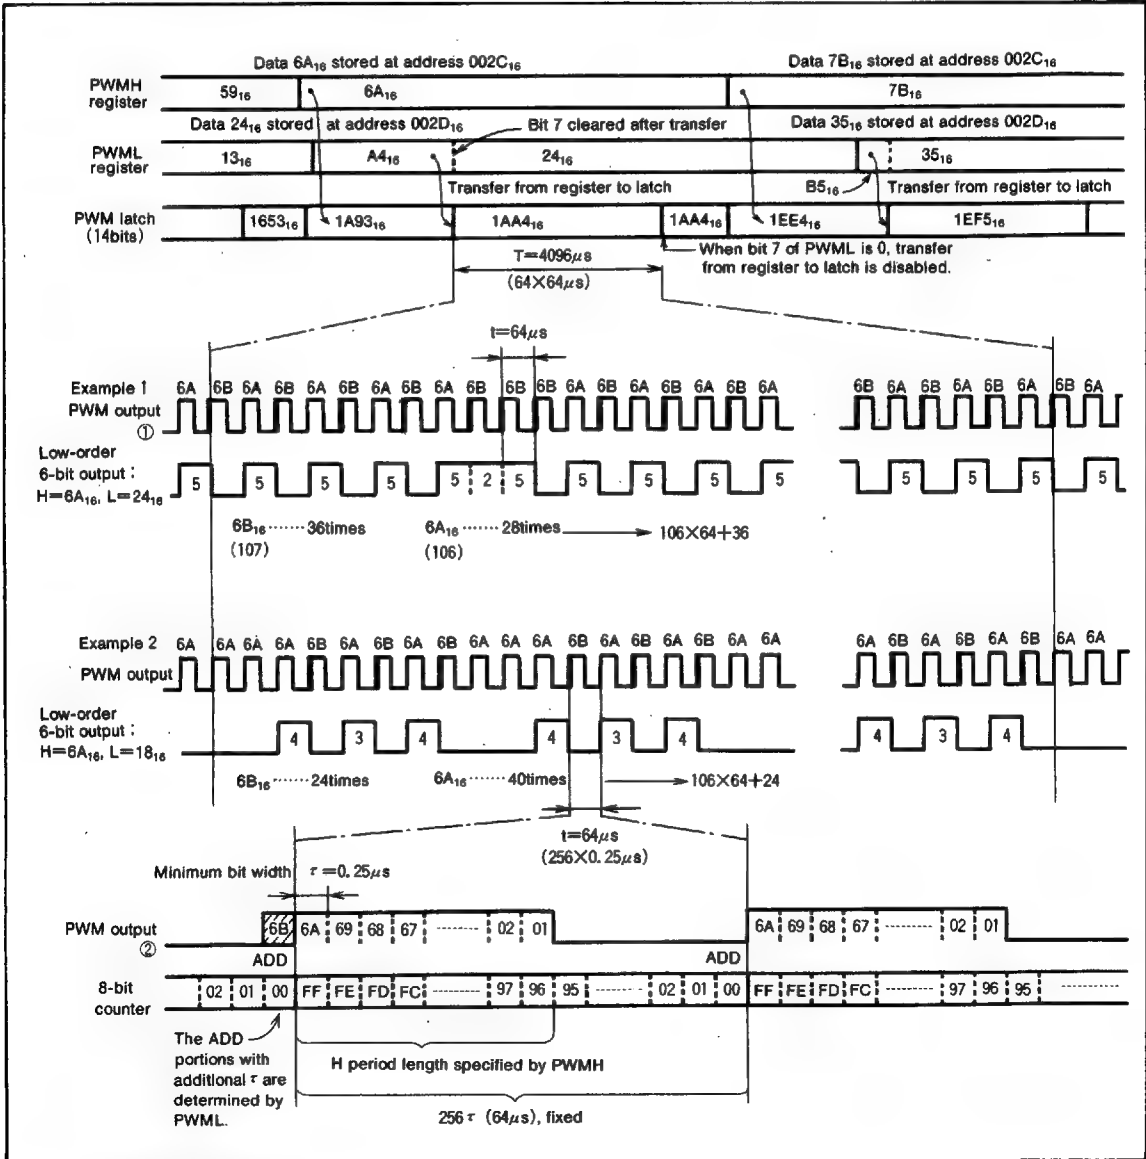 Data 6A₁₆ stored at address 002C₁₆ Data 7B₁₆ stored at address 002C₁₆
PWMH register 59₁₆ 6A₁₆ 7B₁₆
Data 24₁₆ stored at address 002D₁₆ Bit 7 cleared after transfer Data 35₁₆ stored at address 002D₁₆
PWML register 13₁₆ A4₁₆ 24₁₆ 35₁₆
Transfer from register to latch B5₁₆ Transfer from register to latch
PWM latch (14bits) 1653₁₆ 1A93₁₆ 1AA4₁₆ 1AA4₁₆ 1EE4₁₆ 1EF5₁₆
T=4096μs
(64×64μs)
When bit 7 of PWML is 0, transfer
from register to latch is disabled.
t=64μs
Example 1 6A 6B 6A 6B 6A 6B 6A 6B 6A 6B 6B 6B 6A 6B 6A 6B 6A 6B 6A 6B 6A 6B 6A 6B 6A 6B 6A
PWM output
①
Low-order
6-bit output :
H=6A₁₆, L=24₁₆ 5 5 5 5 5 2 5 5 5 5 5 5 5 5 5
6B₁₆ ······· 36times 6A₁₆ ······· 28times 106×64+36
(107) (106)
Example 2 6A 6A 6A 6A 6B 6A 6B 6A 6B 6A 6A 6A 6B 6A 6B 6A 6B 6A 6A 6A 6B 6A 6B 6A 6B 6A 6A
PWM output
Low-order
6-bit output :
H=6A₁₆, L=18₁₆ 4 3 4 4 3 4 4 3 4
6B₁₆ ······ 24times 6A₁₆ ······ 40times 106×64+24
t=64μs
(256×0.25μs)
Minimum bit width τ=0.25μs
PWM output 6B 6A 69 68 67 -------- 02 01 6A 69 68 67 -------- 02 01
②
ADD ADD
8-bit counter 02 01 00 FF FE FD FC -------- 97 96 95 -------- 02 01 00 FF FE FD FC -------- 97 96 95 --------
The ADD
portions with
additional τ are
determined by
PWML.
H period length specified by PWMH
256 τ (64μs), fixed